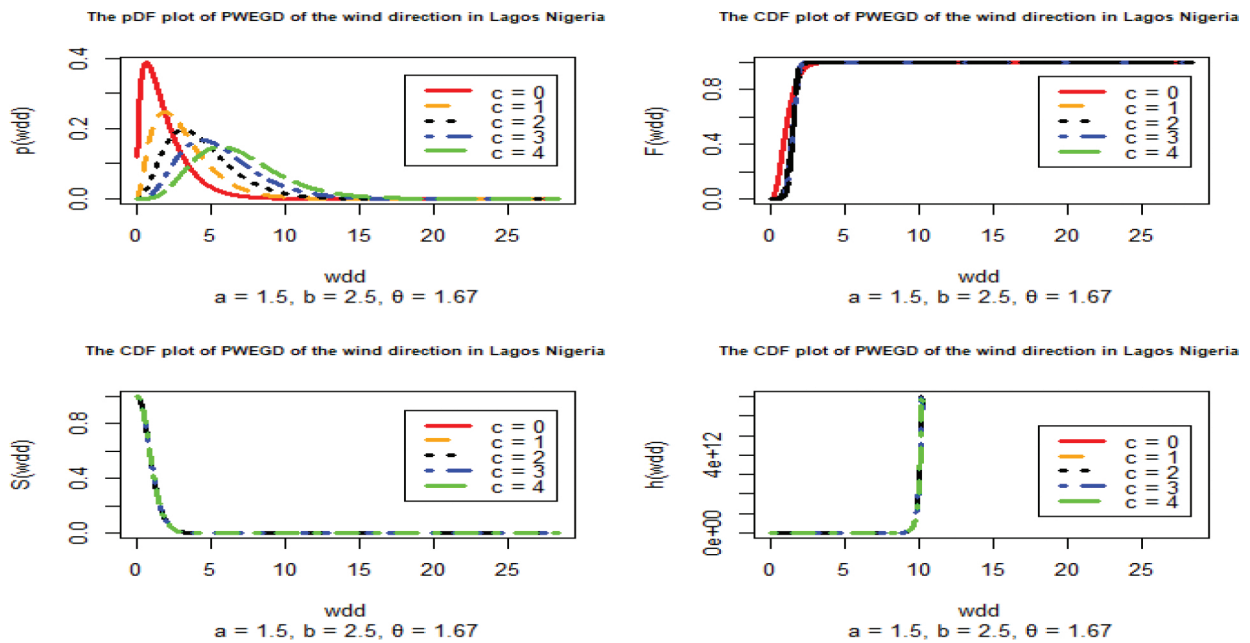 The pDF plot of PWEGD of the wind direction in Lagos Nigeria
p(wdd)
0.4
0.2
0.0
c = 0
c = 1
c = 2
c = 3
c = 4
0 5 10 15 20 25
wdd
a = 1.5, b = 2.5, θ = 1.67
The CDF plot of PWEGD of the wind direction in Lagos Nigeria
F(wdd)
0.8
0.4
0.0
c = 0
c = 1
c = 2
c = 3
c = 4
0 5 10 15 20 25
wdd
a = 1.5, b = 2.5, θ = 1.67
The CDF plot of PWEGD of the wind direction in Lagos Nigeria
S(wdd)
0.8
0.4
0.0
c = 0
c = 1
c = 2
c = 3
c = 4
0 5 10 15 20 25
wdd
a = 1.5, b = 2.5, θ = 1.67
The CDF plot of PWEGD of the wind direction in Lagos Nigeria
h(wdd)
4e+12
0e+00
c = 0
c = 1
c = 2
c = 3
c = 4
0 5 10 15 20 25
wdd
a = 1.5, b = 2.5, θ = 1.67